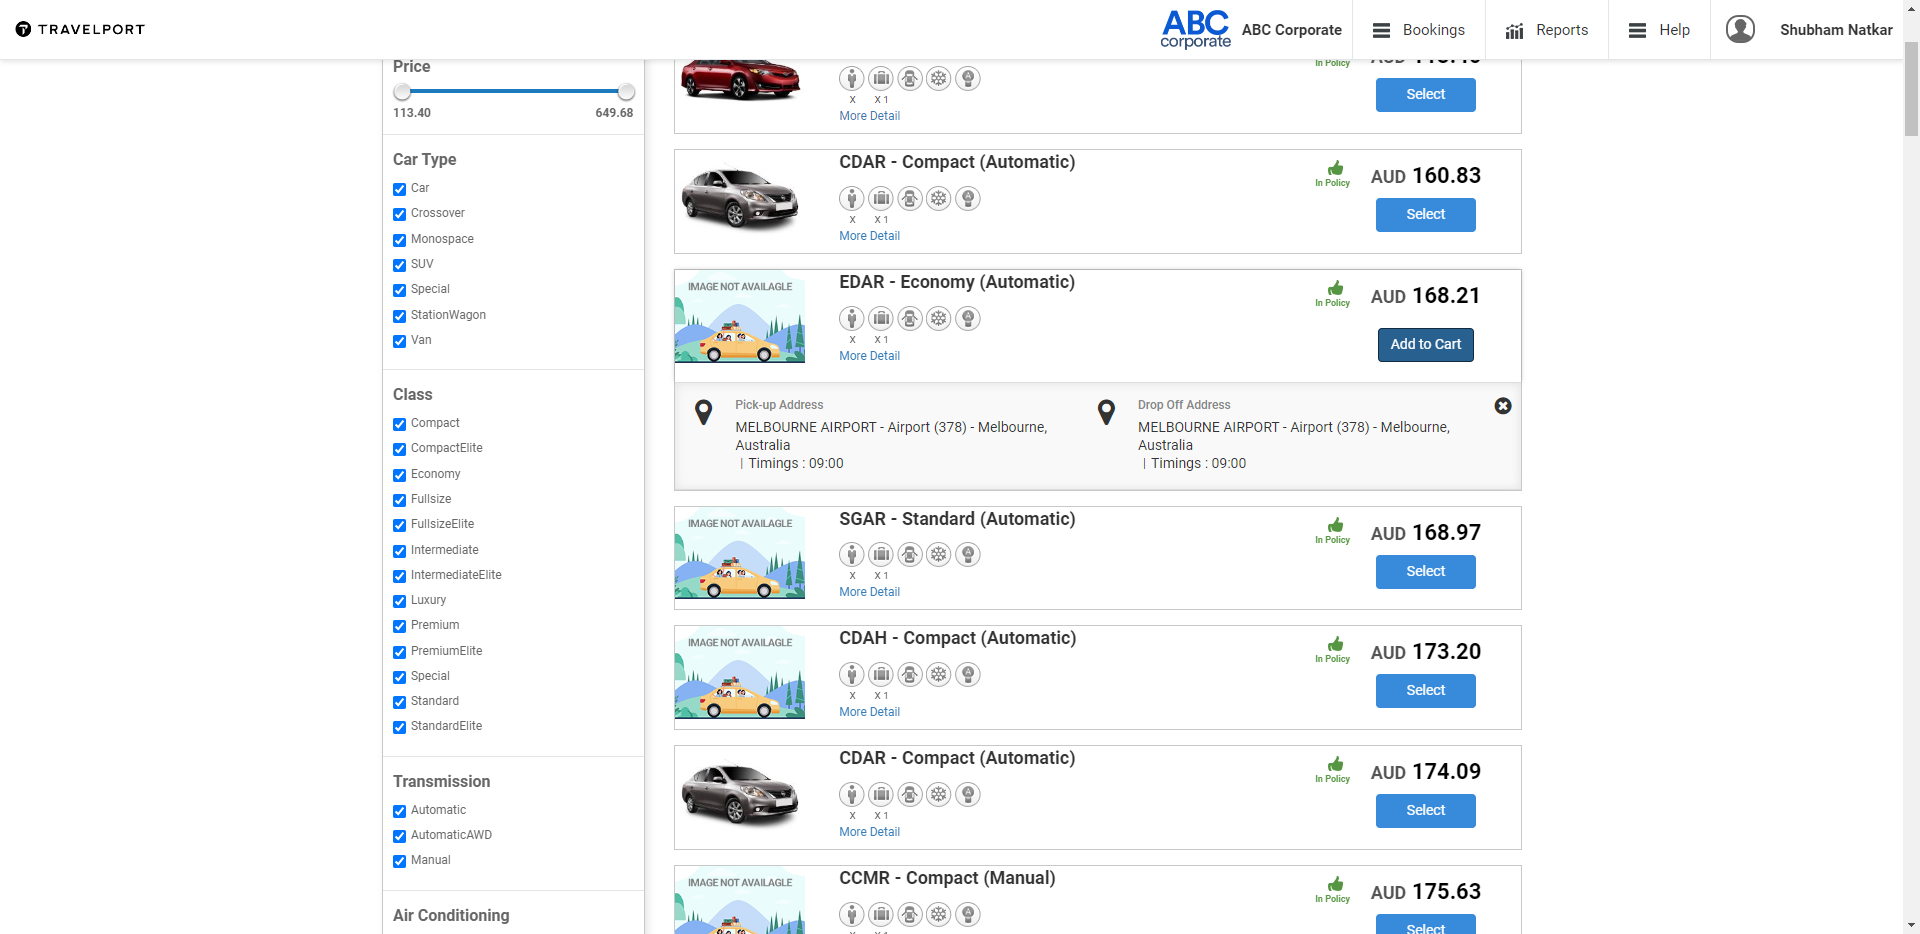 TRAVELPORT
ABC
corporate
ABC Corporate
Bookings
Reports
Help
Shubham Natkar
Price
113.40
649.68
Car Type
Car
Crossover
Monospace
SUV
Special
StationWagon
Van
Class
Compact
CompactElite
Economy
Fullsize
FullsizeElite
Intermediate
IntermediateElite
Luxury
Premium
PremiumElite
Special
Standard
StandardElite
Transmission
Automatic
AutomaticAWD
Manual
Air Conditioning
X X 1
More Detail
In Policy
AUD
Select
CDAR - Compact (Automatic)
X X 1
More Detail
In Policy
AUD 160.83
Select
IMAGE NOT AVAILAGLE
EDAR - Economy (Automatic)
X X 1
More Detail
In Policy
AUD 168.21
Add to Cart
Pick-up Address
MELBOURNE AIRPORT - Airport (378) - Melbourne,
Australia
| Timings : 09:00
Drop Off Address
MELBOURNE AIRPORT - Airport (378) - Melbourne,
Australia
| Timings : 09:00
IMAGE NOT AVAILAGLE
SGAR - Standard (Automatic)
X X 1
More Detail
In Policy
AUD 168.97
Select
IMAGE NOT AVAILAGLE
CDAH - Compact (Automatic)
X X 1
More Detail
In Policy
AUD 173.20
Select
CDAR - Compact (Automatic)
X X 1
More Detail
In Policy
AUD 174.09
Select
IMAGE NOT AVAILAGLE
CCMR - Compact (Manual)
In Policy
AUD 175.63
Select